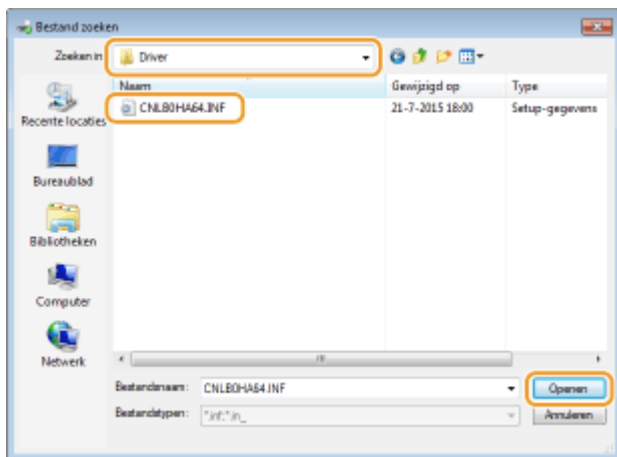 Bestand zoeken
Zoeken in
Driver
Naam
Gewijzigd op
Type
CNLB0HA64.INF
21-7-2015 18:00
Setup-gegevens
Recente locaties
Bureaublad
Bibliotheken
Computer
Netwerk
Bestandsnaam:
CNLB0HA64.INF
Openen
Bestandstypen:
*.inf;*.in_
Annuleren